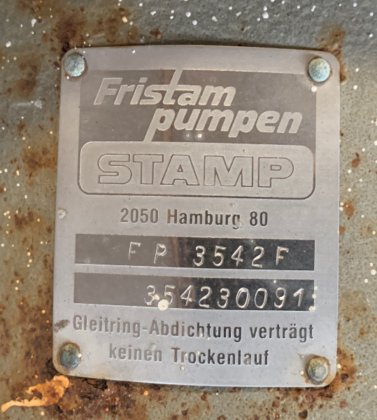 Fristam
pumpen
STAMP
2050 Hamburg 80
FP 3542F
354230091
Gleitring-Abdichtung verträgt
keinen Trockenlauf